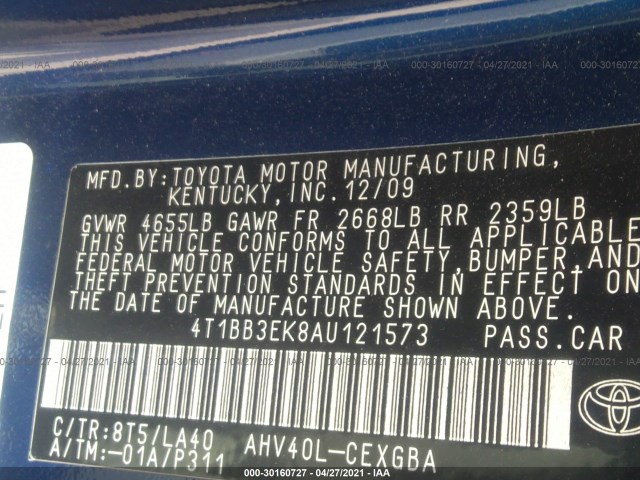 000-30160727 - 04/27/2021 - IAA
MFD.BY:TOYOTA MOTOR MANUFACTURING,
KENTUCKY,INC.12/09
GVWR 4655LB GAWR FR 2668LB RR 2359LB
THIS VEHICLE CONFORMS TO ALL APPLICABLE
FEDERAL MOTOR VEHICLE SAFETY,BUMPER,AND
THEFT PREVENTION STANDARDS IN EFFECT ON
THE DATE OF MANUFACTURE SHOWN ABOVE.
4T1BB3EK8AU121573 PASS.CAR
C/TR:8T5/LA40 AHV40L-CEXGBA
A/TM:-01A/P311
TOYOTA